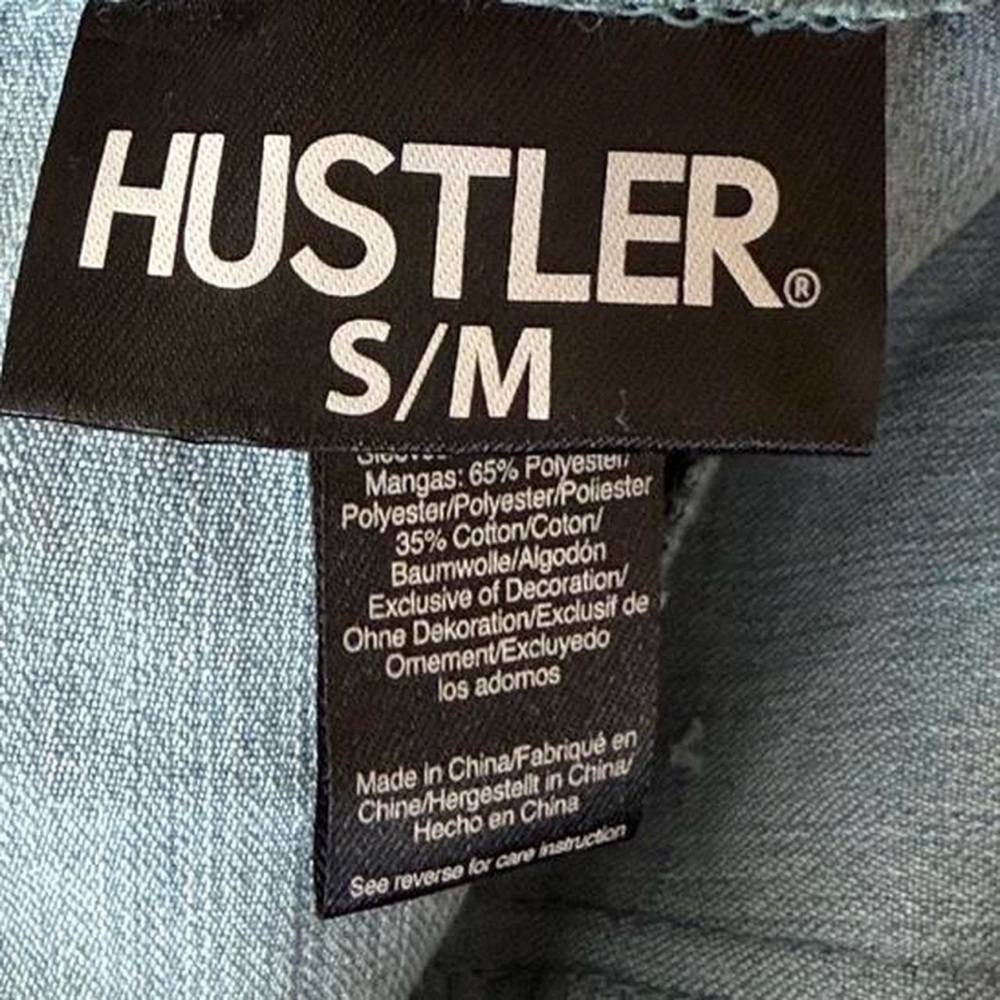 HUSTLER®
S/M
Mangas: 65% Polyester/
Polyester/Polyester/Poliester
35% Cotton/Coton/
Baumwolle/Algodón
Exclusive of Decoration/
Ohne Dekoration/Exclusif de
Ornement/Excluyedo
los adornos
Made in China/Fabriqué en
Chine/Hergestellt in China/
Hecho en China
See reverse for care instruction